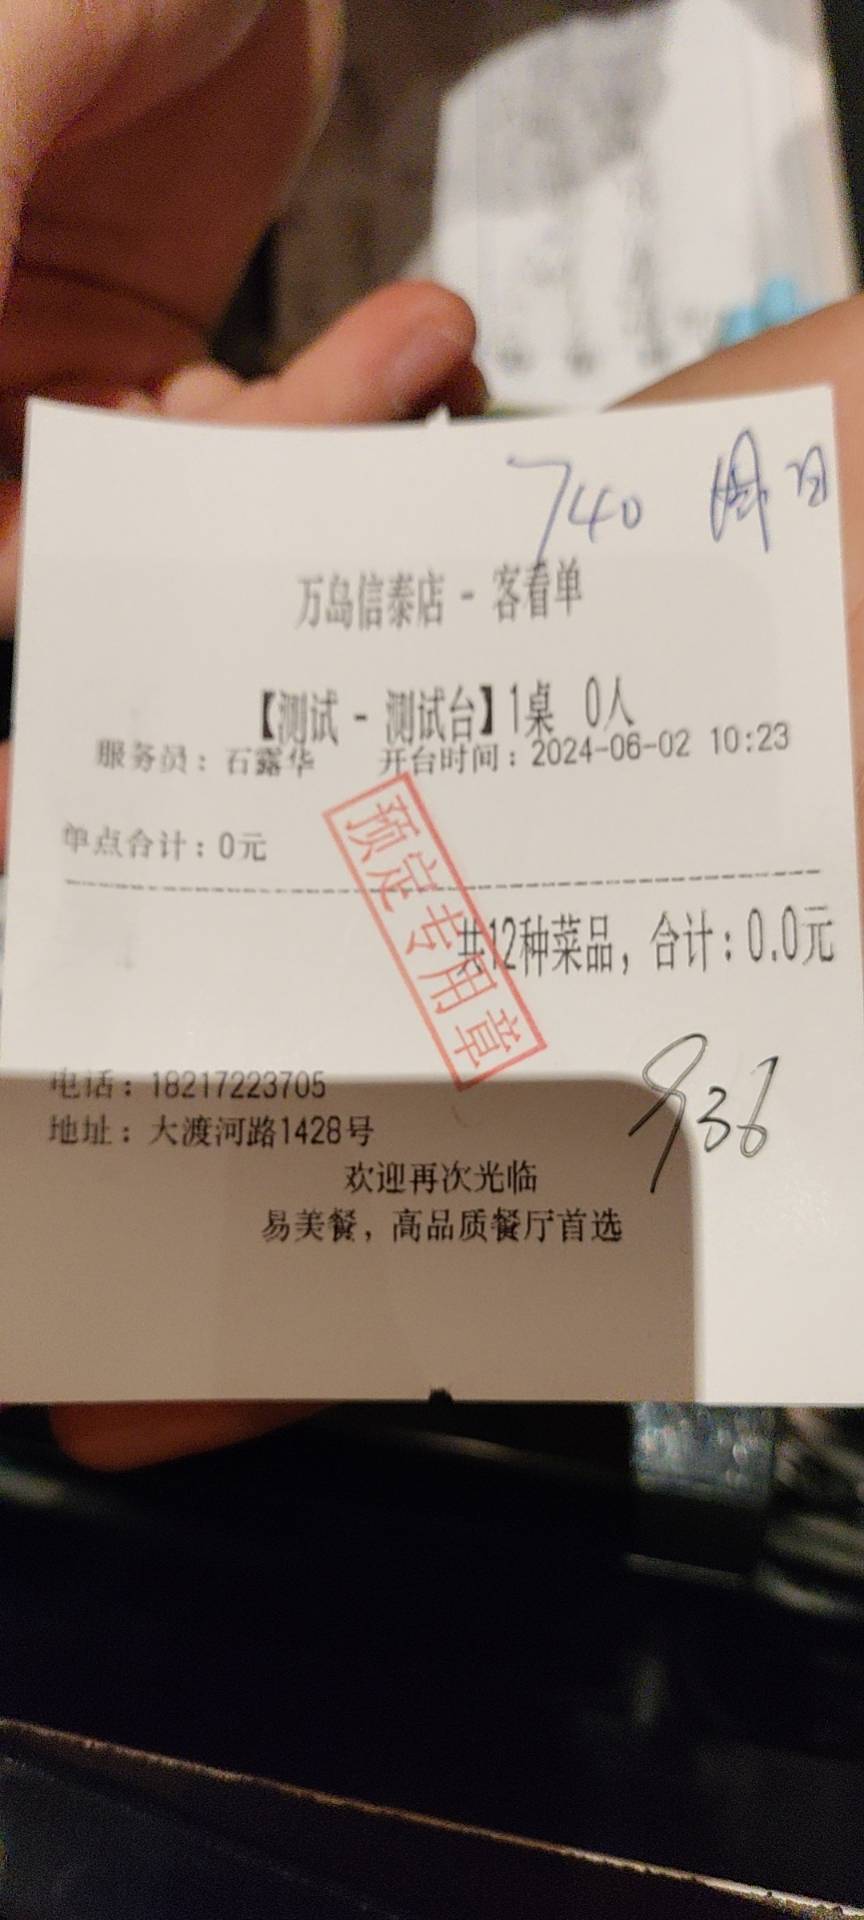 740 周日
万岛信泰店 - 客看单
【测试 - 测试台】1桌 0人
服务员：石露华 开台时间：2024-06-02 10:23
单点合计：0元
预定专用章
共12种菜品，合计：0.0元
936
电话：18217223705
地址：大渡河路1428号
欢迎再次光临
易美餐，高品质餐厅首选